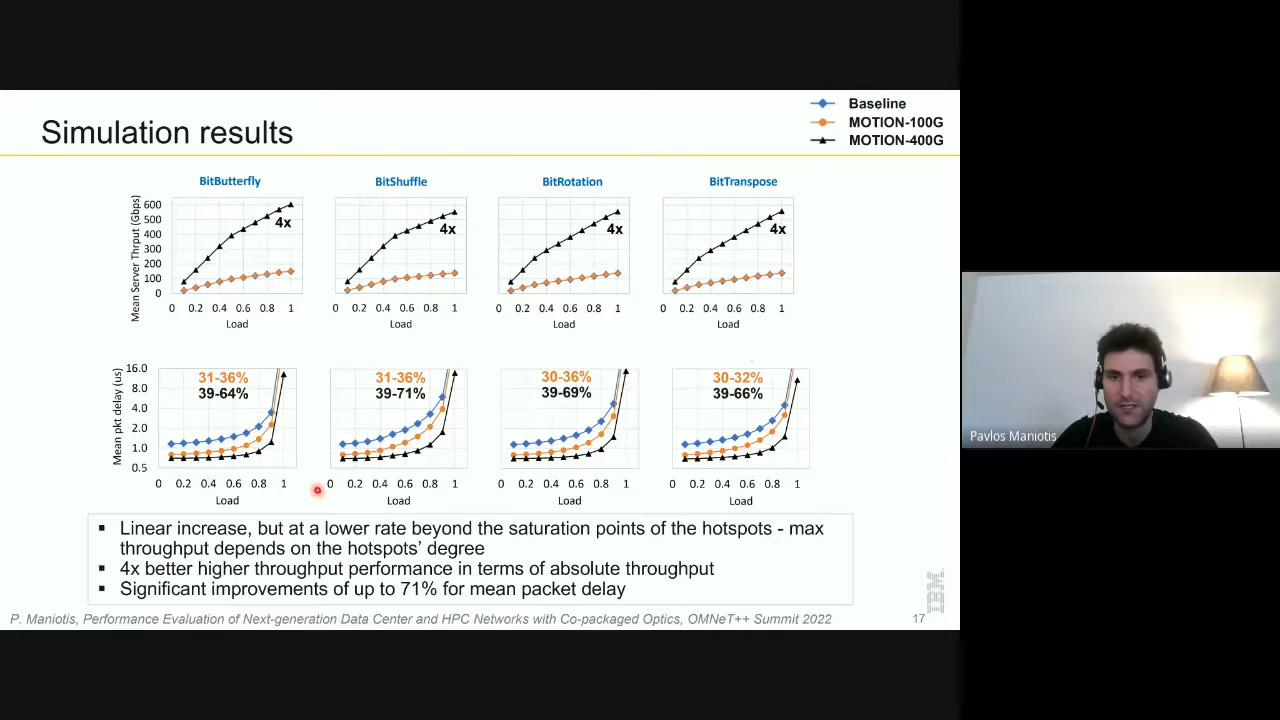 Baseline
MOTION-100G
MOTION-400G
Simulation results
BitButterfly BitShuffle BitRotation BitTranspose
Mean Server Thrput (Gbps)
600
500
400
300
200
100
0
4x 4x 4x 4x
0 0.2 0.4 0.6 0.8 1 0 0.2 0.4 0.6 0.8 1 0 0.2 0.4 0.6 0.8 1 0 0.2 0.4 0.6 0.8 1
Load Load Load Load
Mean pkt delay (us)
16.0
8.0
4.0
2.0
1.0
0.5
31-36% 31-36% 30-36% 30-32%
39-64% 39-71% 39-69% 39-66%
0 0.2 0.4 0.6 0.8 1 0 0.2 0.4 0.6 0.8 1 0 0.2 0.4 0.6 0.8 1 0 0.2 0.4 0.6 0.8 1
Load Load Load Load
▪ Linear increase, but at a lower rate beyond the saturation points of the hotspots - max
throughput depends on the hotspots’ degree
▪ 4x better higher throughput performance in terms of absolute throughput
▪ Significant improvements of up to 71% for mean packet delay
IBM
P. Maniotis, Performance Evaluation of Next-generation Data Center and HPC Networks with Co-packaged Optics, OMNeT++ Summit 2022
17
Pavlos Maniotis